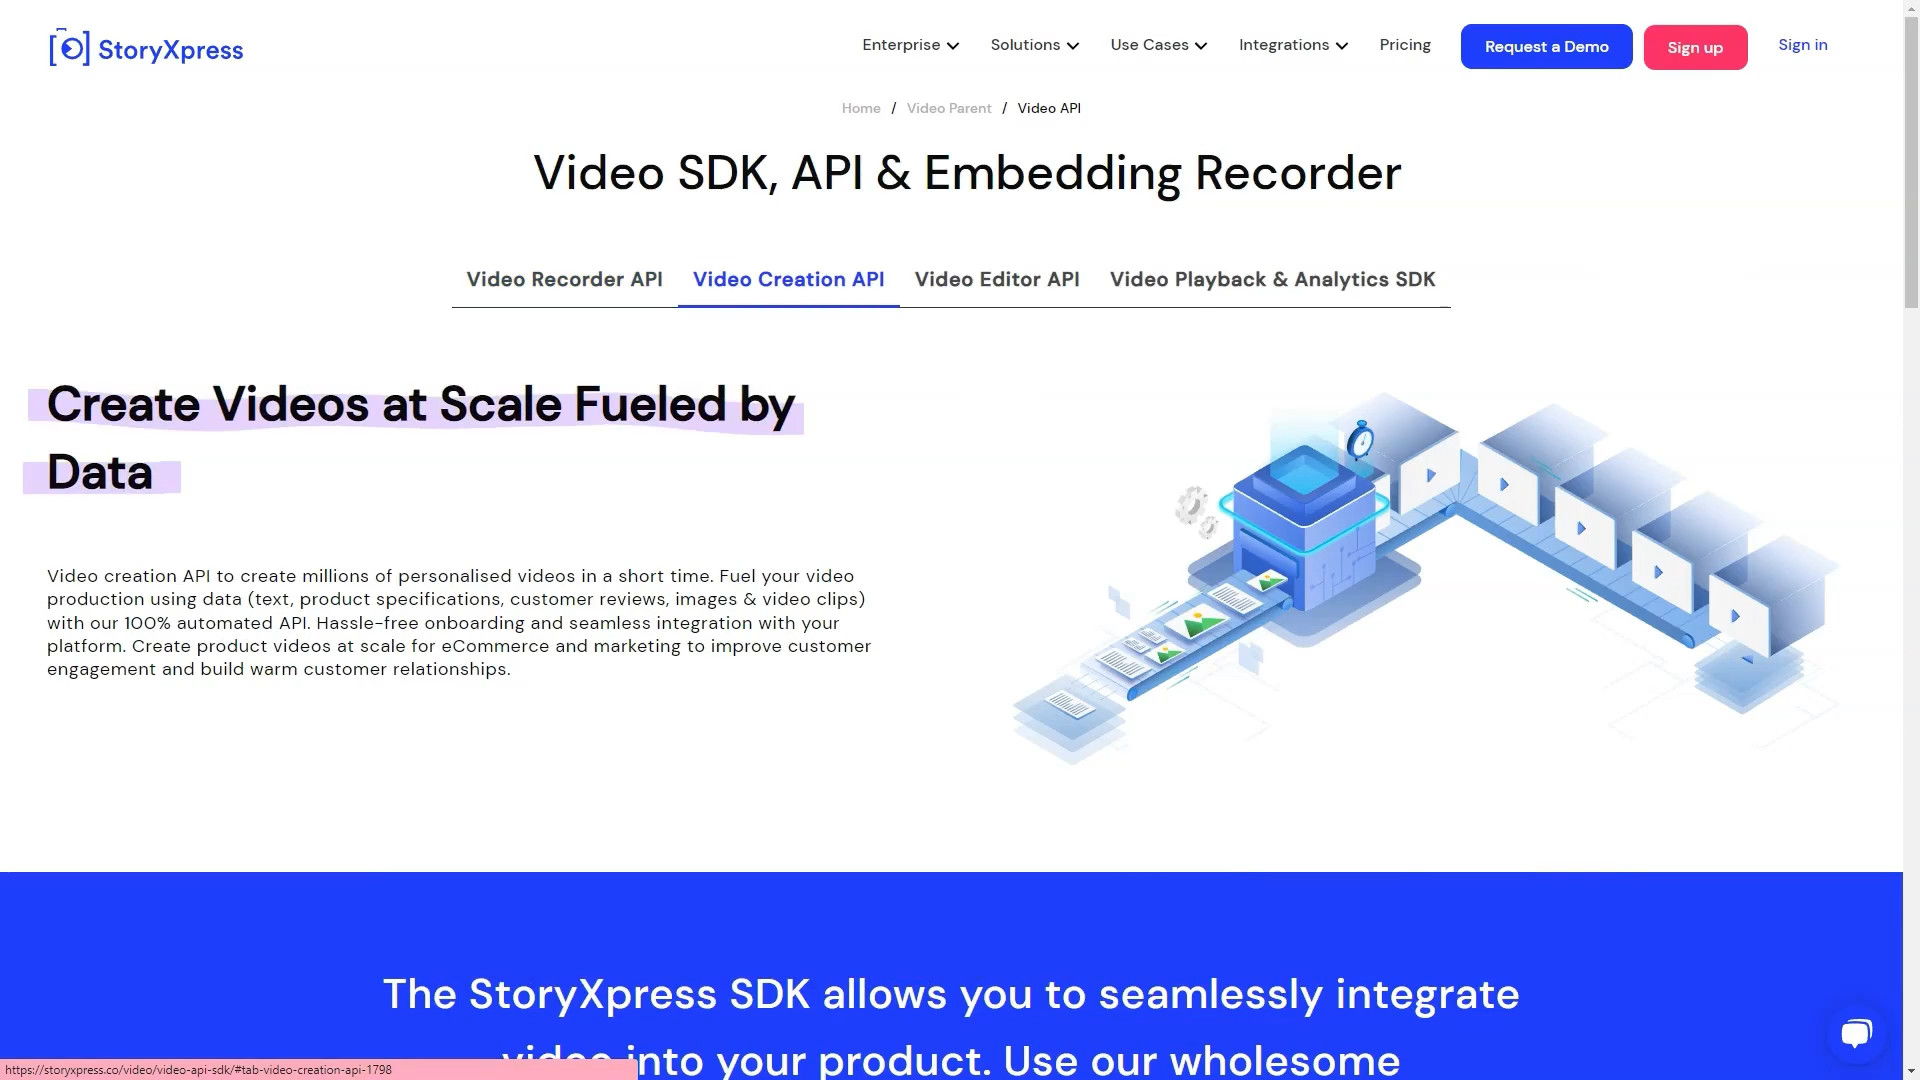 StoryXpress
Enterprise
Solutions
Use Cases
Integrations
Pricing
Request a Demo
Sign up
Sign in
Home / Video Parent / Video API
Video SDK, API & Embedding Recorder
Video Recorder API
Video Creation API
Video Editor API
Video Playback & Analytics SDK
Create Videos at Scale Fueled by
Data
Video creation API to create millions of personalised videos in a short time. Fuel your video
production using data (text, product specifications, customer reviews, images & video clips)
with our 100% automated API. Hassle-free onboarding and seamless integration with your
platform. Create product videos at scale for eCommerce and marketing to improve customer
engagement and build warm customer relationships.
The StoryXpress SDK allows you to seamlessly integrate
video into your product. Use our wholesome
https://storyxpress.co/video/video-api-sdk/#tab-video-creation-api-1798